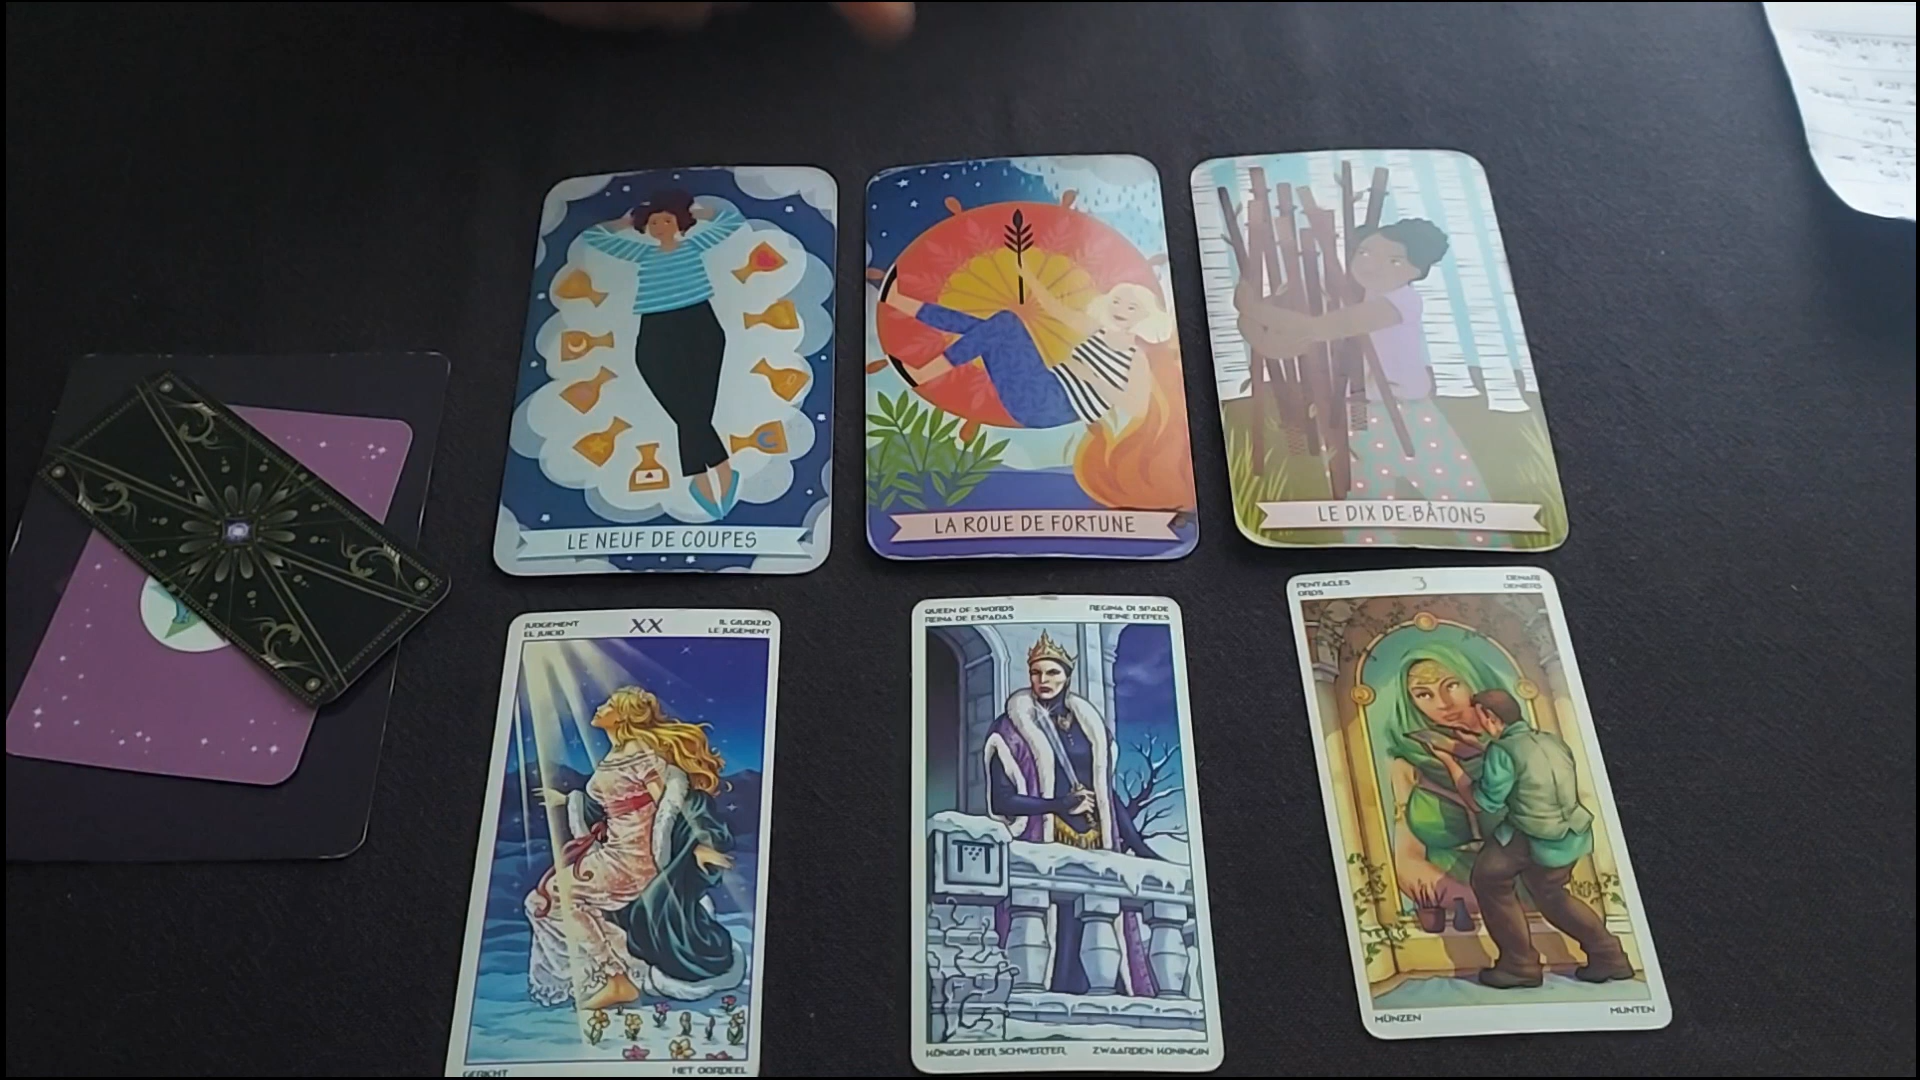 LE NEUF DE COUPES
LA ROUE DE FORTUNE
LE DIX DE BÂTONS
JUDGEMENT
EL JUICIO
XX
IL GIUDIZIO
LE JUGEMENT
GERICHT
HET OORDEEL
QUEEN OF SWORDS
REINA DE ESPADAS
REGINA DI SPADE
REINE D'EPEES
KÖNIGIN DER SCHWERTER
ZWAARDEN KONINGIN
PENTACLES
OROS
3
DENARI
DENIERS
MÜNZEN
MUNTEN